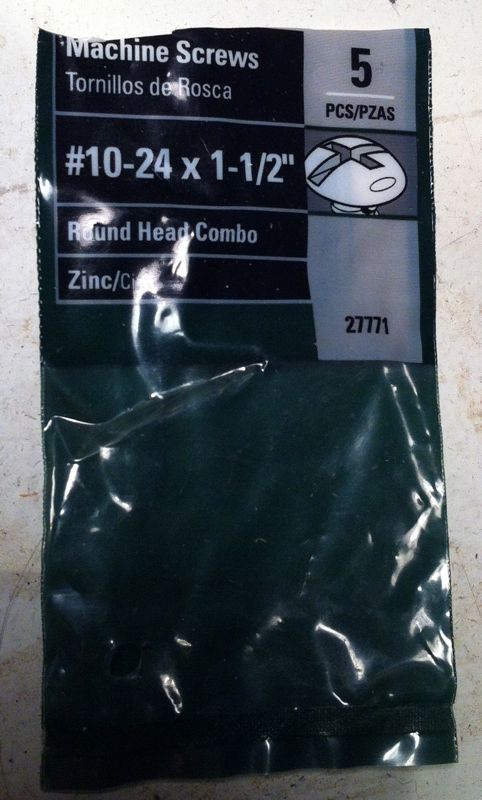 Machine Screws
Tornillos de Rosca
5
PCS/PZAS
#10-24 x 1-1/2"
Round Head Combo
Zinc/
27771